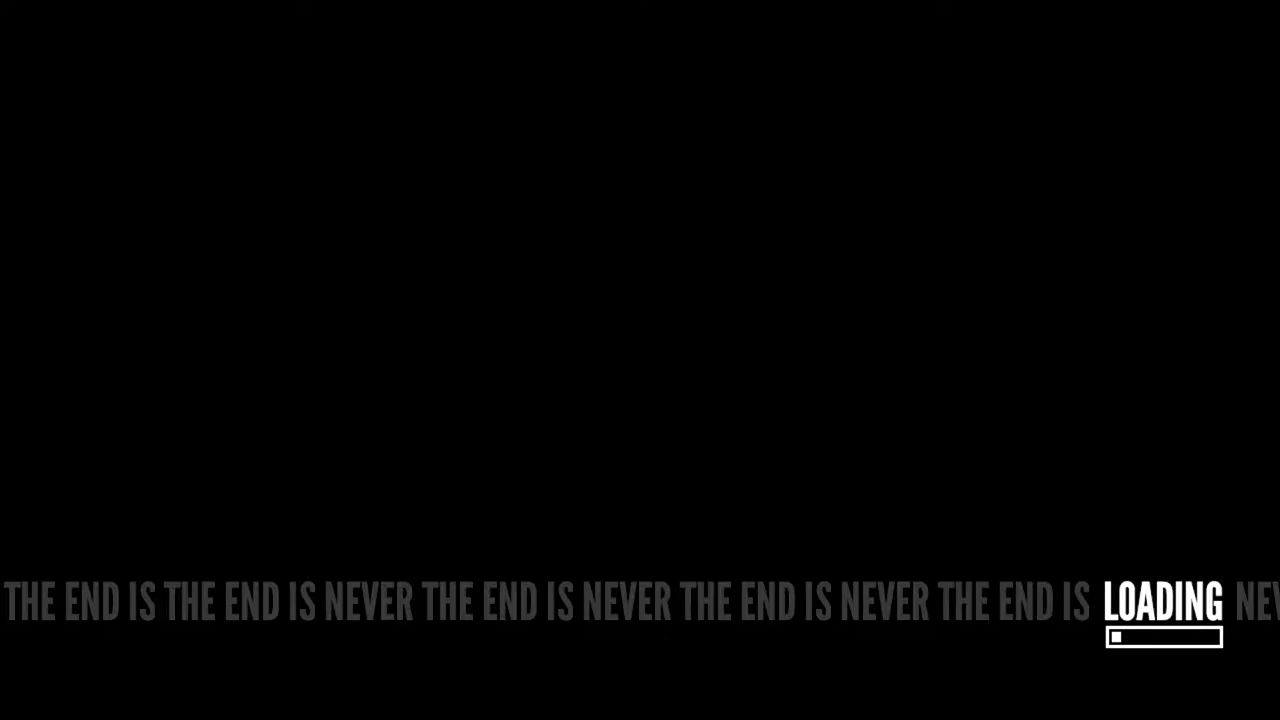 THE END IS THE END IS NEVER THE END IS NEVER THE END IS NEVER THE END IS LOADING NEV